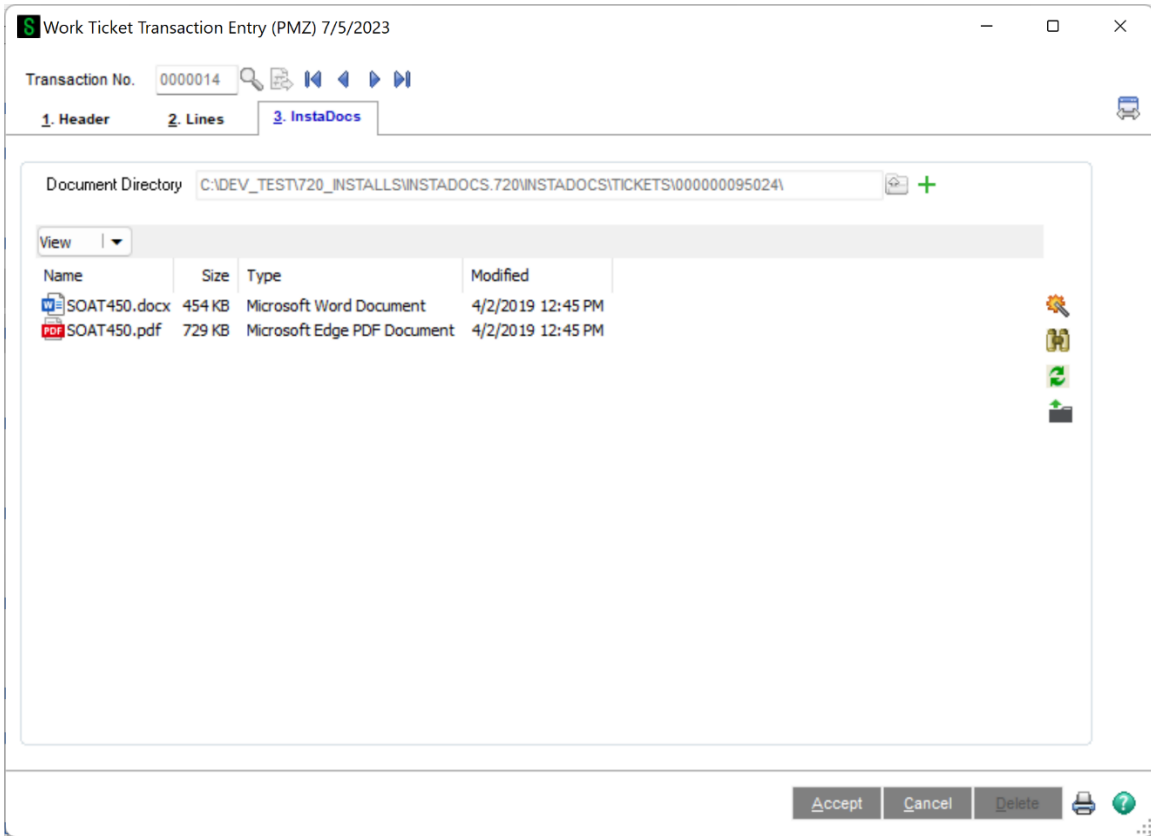 S Work Ticket Transaction Entry (PMZ) 7/5/2023
Transaction No. 0000014
1. Header 2. Lines 3. InstaDocs
Document Directory C:\DEV_TEST\720_INSTALLS\INSTADOCS.720\INSTADOCS\TICKETS\000000095024\
View
Name Size Type Modified
W SOAT450.docx 454 KB Microsoft Word Document 4/2/2019 12:45 PM
PDF SOAT450.pdf 729 KB Microsoft Edge PDF Document 4/2/2019 12:45 PM
Accept Cancel Delete ?